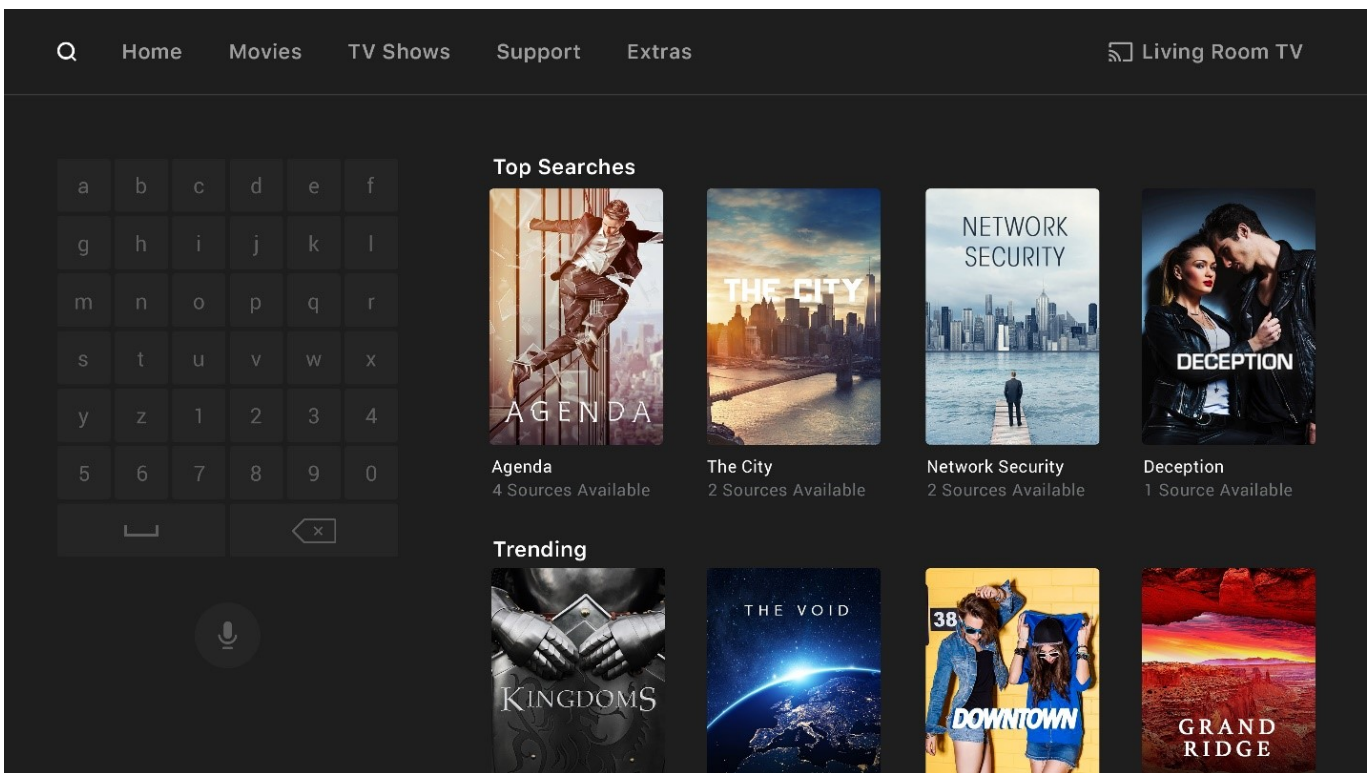 Home Movies TV Shows Support Extras Living Room TV
a b c d e f
g h i j k l
m n o p q r
s t u v w x
y z 1 2 3 4
5 6 7 8 9 0
Top Searches
AGENDA
THE CITY
NETWORK
SECURITY
DECEPTION
Agenda
4 Sources Available
The City
2 Sources Available
Network Security
2 Sources Available
Deception
1 Source Available
Trending
KINGDOMS
THE VOID
38
DOWNTOWN
GRAND
RIDGE